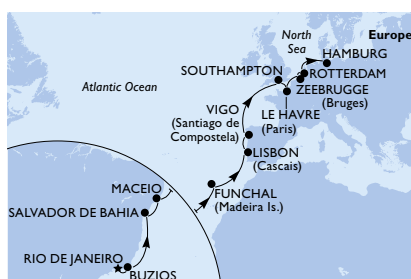 North
Sea
Europe
HAMBURG
SOUTHAMPTON
ROTTERDAM
Atlantic Ocean
ZEEBRUGGE
(Bruges)
VIGO
(Santiago de
Compostela)
LE HAVRE
(Paris)
LISBON
(Cascais)
MACEIO
FUNCHAL
(Madeira Is.)
SALVADOR DE BAHIA
RIO DE JANEIRO
BUZIOS